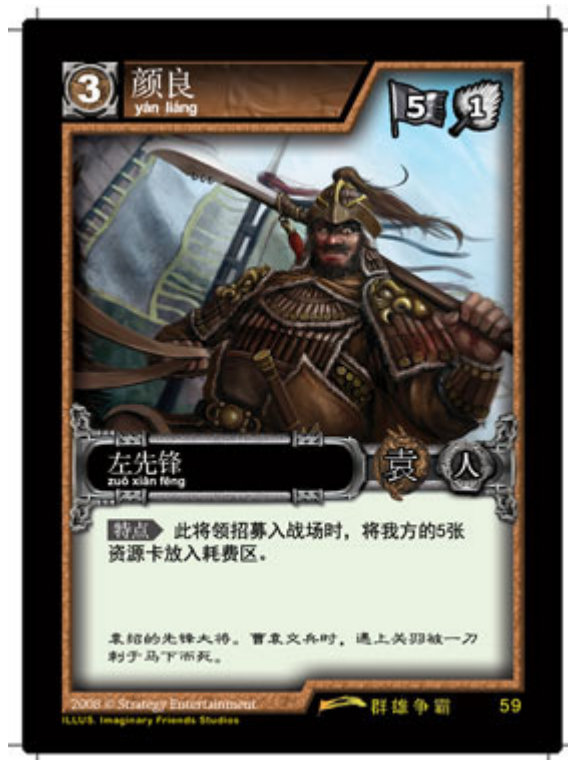 3 颜良
yán liáng
5 1
左先锋
zuǒ xiān fēng
袁 人
特点 此将领招募入战场时，将我方的5张
资源卡放入耗费区。
袁绍的先锋大将。曹袁交兵时，遇上关羽被一刀
刺于马下而死。
2008 © Strategy Entertainment
群雄争霸 59
ILLUS. Imaginary Friends Studios